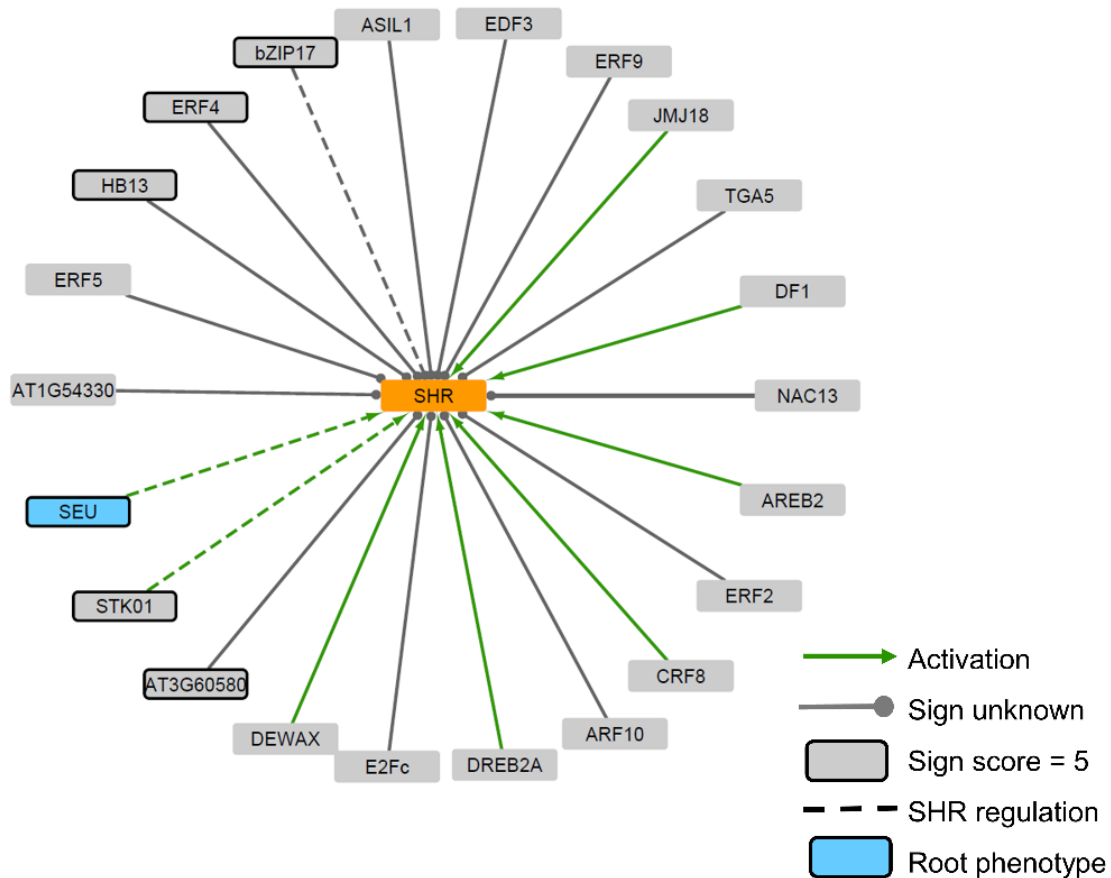 ASIL1
EDF3
bZIP17
ERF9
ERF4
JMJ18
HB13
TGA5
ERF5
DF1
AT1G54330
SHR
NAC13
SEU
AREB2
STK01
ERF2
AT3G60580
CRF8
DEWAX
ARF10
E2Fc
DREB2A
Activation
Sign unknown
Sign score = 5
SHR regulation
Root phenotype